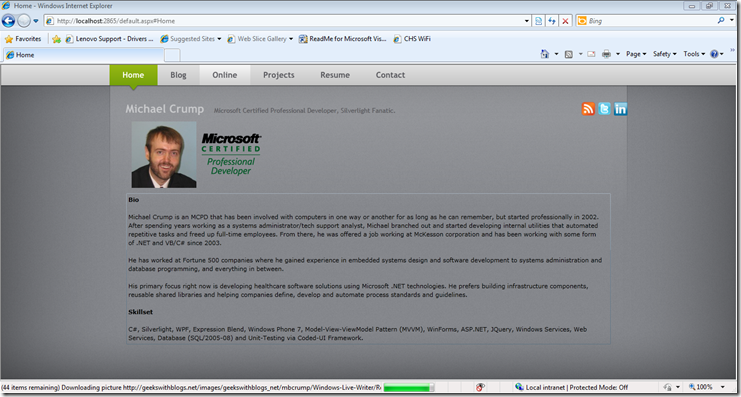 Home - Windows Internet Explorer
http://localhost:2865/default.aspx#Home
Bing
Favorites
Lenovo Support - Drivers ...
Suggested Sites
Web Slice Gallery
ReadMe for Microsoft Vis...
CHS WiFi
Home
Page
Safety
Tools
Home
Blog
Online
Projects
Resume
Contact
Michael Crump
Microsoft Certified Professional Developer, Silverlight Fanatic.
Microsoft
CERTIFIED
Professional
Developer
Bio
Michael Crump is an MCPD that has been involved with computers in one way or another for as long as he can remember, but started professionally in 2002.
After spending years working as a systems administrator/tech support analyst, Michael branched out and started developing internal utilities that automated
repetitive tasks and freed up full-time employees. From there, he was offered a job working at McKesson corporation and has been working with some form
of .NET and VB/C# since 2003.
He has worked at Fortune 500 companies where he gained experience in embedded systems design and software development to systems administration and
database programming, and everything in between.
His primary focus right now is developing healthcare software solutions using Microsoft .NET technologies. He prefers building infrastructure components,
reusable shared libraries and helping companies define, develop and automate process standards and guidelines.
Skillset
C#, Silverlight, WPF, Expression Blend, Windows Phone 7, Model-View-ViewModel Pattern (MVVM), WinForms, ASP.NET, JQuery, Windows Services, Web
Services, Database (SQL/2005-08) and Unit-Testing via Coded-UI Framework.
(44 items remaining) Downloading picture http://geekswithblogs.net/images/geekswithblogs_net/mbcrump/Windows-Live-Writer/R
Local intranet | Protected Mode: Off
100%